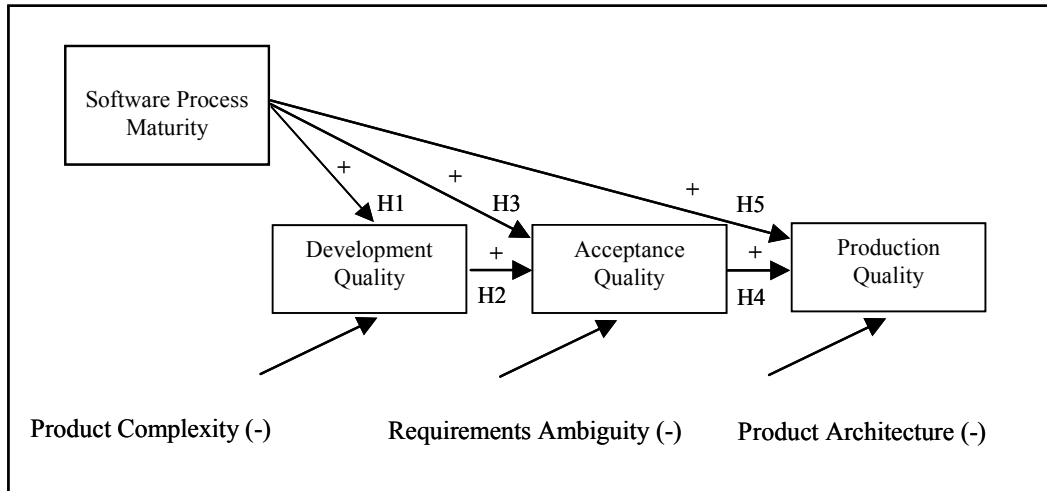 Software Process
Maturity
+
H1
+
H3
+
H5
Development
Quality
+
H2
Acceptance
Quality
+
H4
Production
Quality
Product Complexity (-)
Requirements Ambiguity (-)
Product Architecture (-)